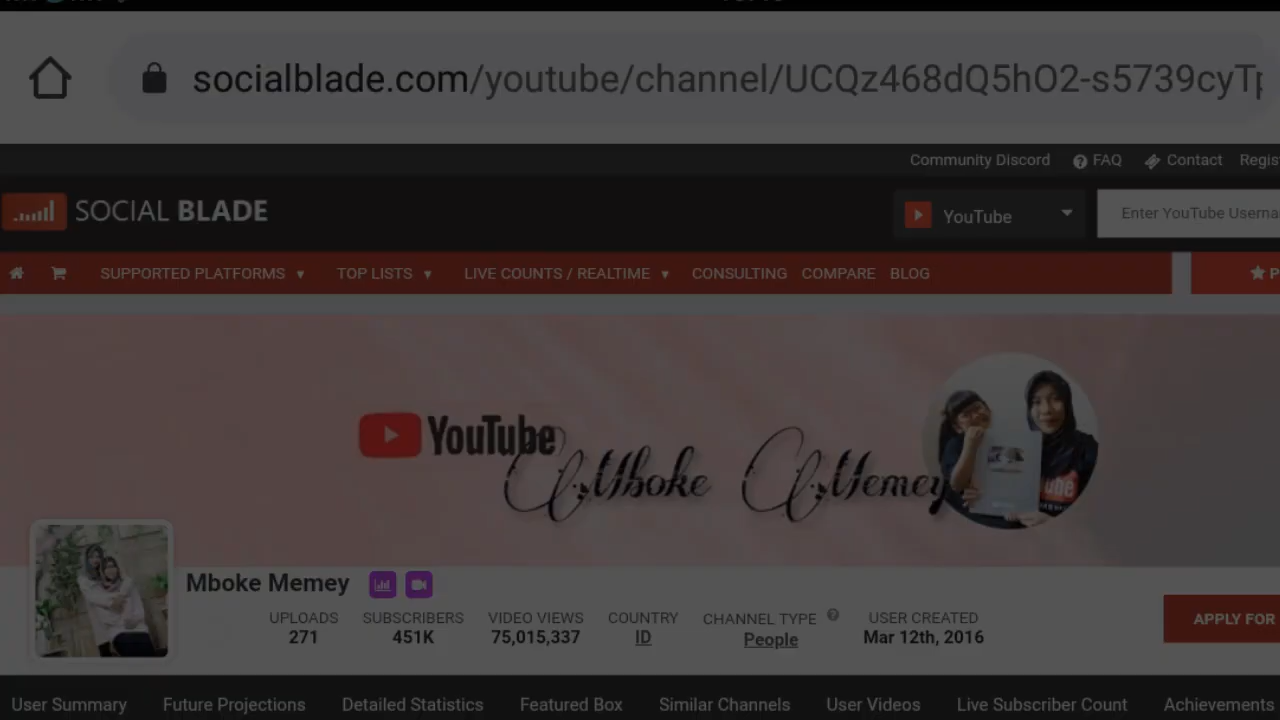 socialblade.com/youtube/channel/UCQz468dQ5hO2-s5739cyT
Community Discord FAQ Contact Regis
SOCIAL BLADE YouTube Enter YouTube Userna
SUPPORTED PLATFORMS TOP LISTS LIVE COUNTS / REALTIME CONSULTING COMPARE BLOG P
YouTube
Mboke Memey
Mboke Memey
UPLOADS SUBSCRIBERS VIDEO VIEWS COUNTRY CHANNEL TYPE USER CREATED
271 451K 75,015,337 ID People Mar 12th, 2016
APPLY FOR
User Summary Future Projections Detailed Statistics Featured Box Similar Channels User Videos Live Subscriber Count Achievements